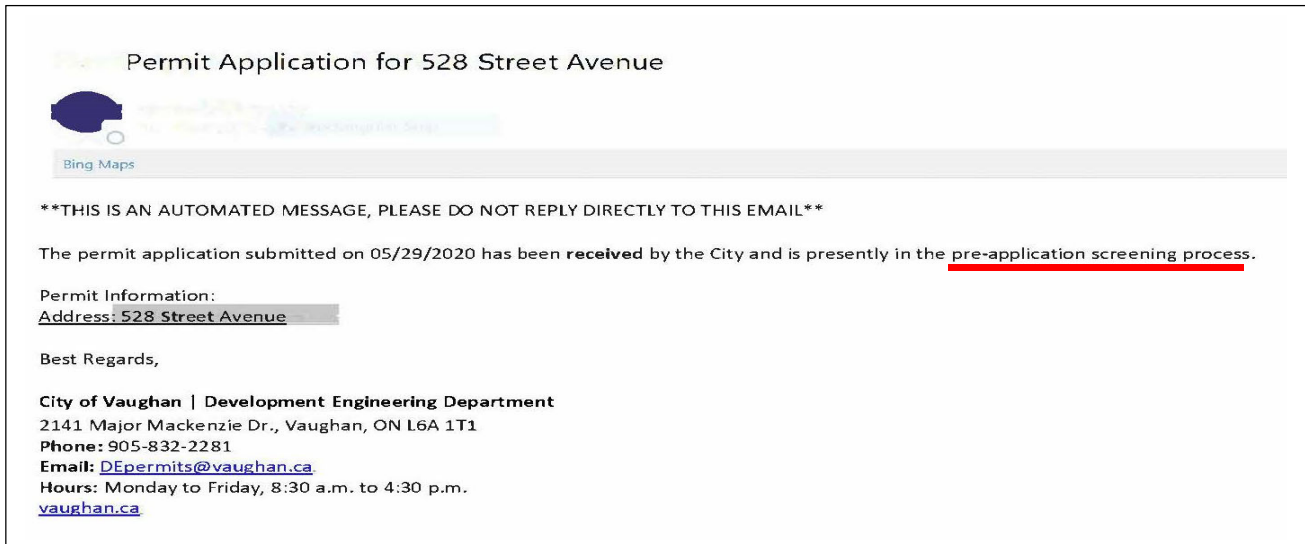 Permit Application for 528 Street Avenue
Bing Maps
**THIS IS AN AUTOMATED MESSAGE, PLEASE DO NOT REPLY DIRECTLY TO THIS EMAIL**
The permit application submitted on 05/29/2020 has been received by the City and is presently in the pre-application screening process.
Permit Information:
Address: 528 Street Avenue
Best Regards,
City of Vaughan | Development Engineering Department
2141 Major Mackenzie Dr., Vaughan, ON L6A 1T1
Phone: 905-832-2281
Email: DEpermits@vaughan.ca
Hours: Monday to Friday, 8:30 a.m. to 4:30 p.m.
vaughan.ca